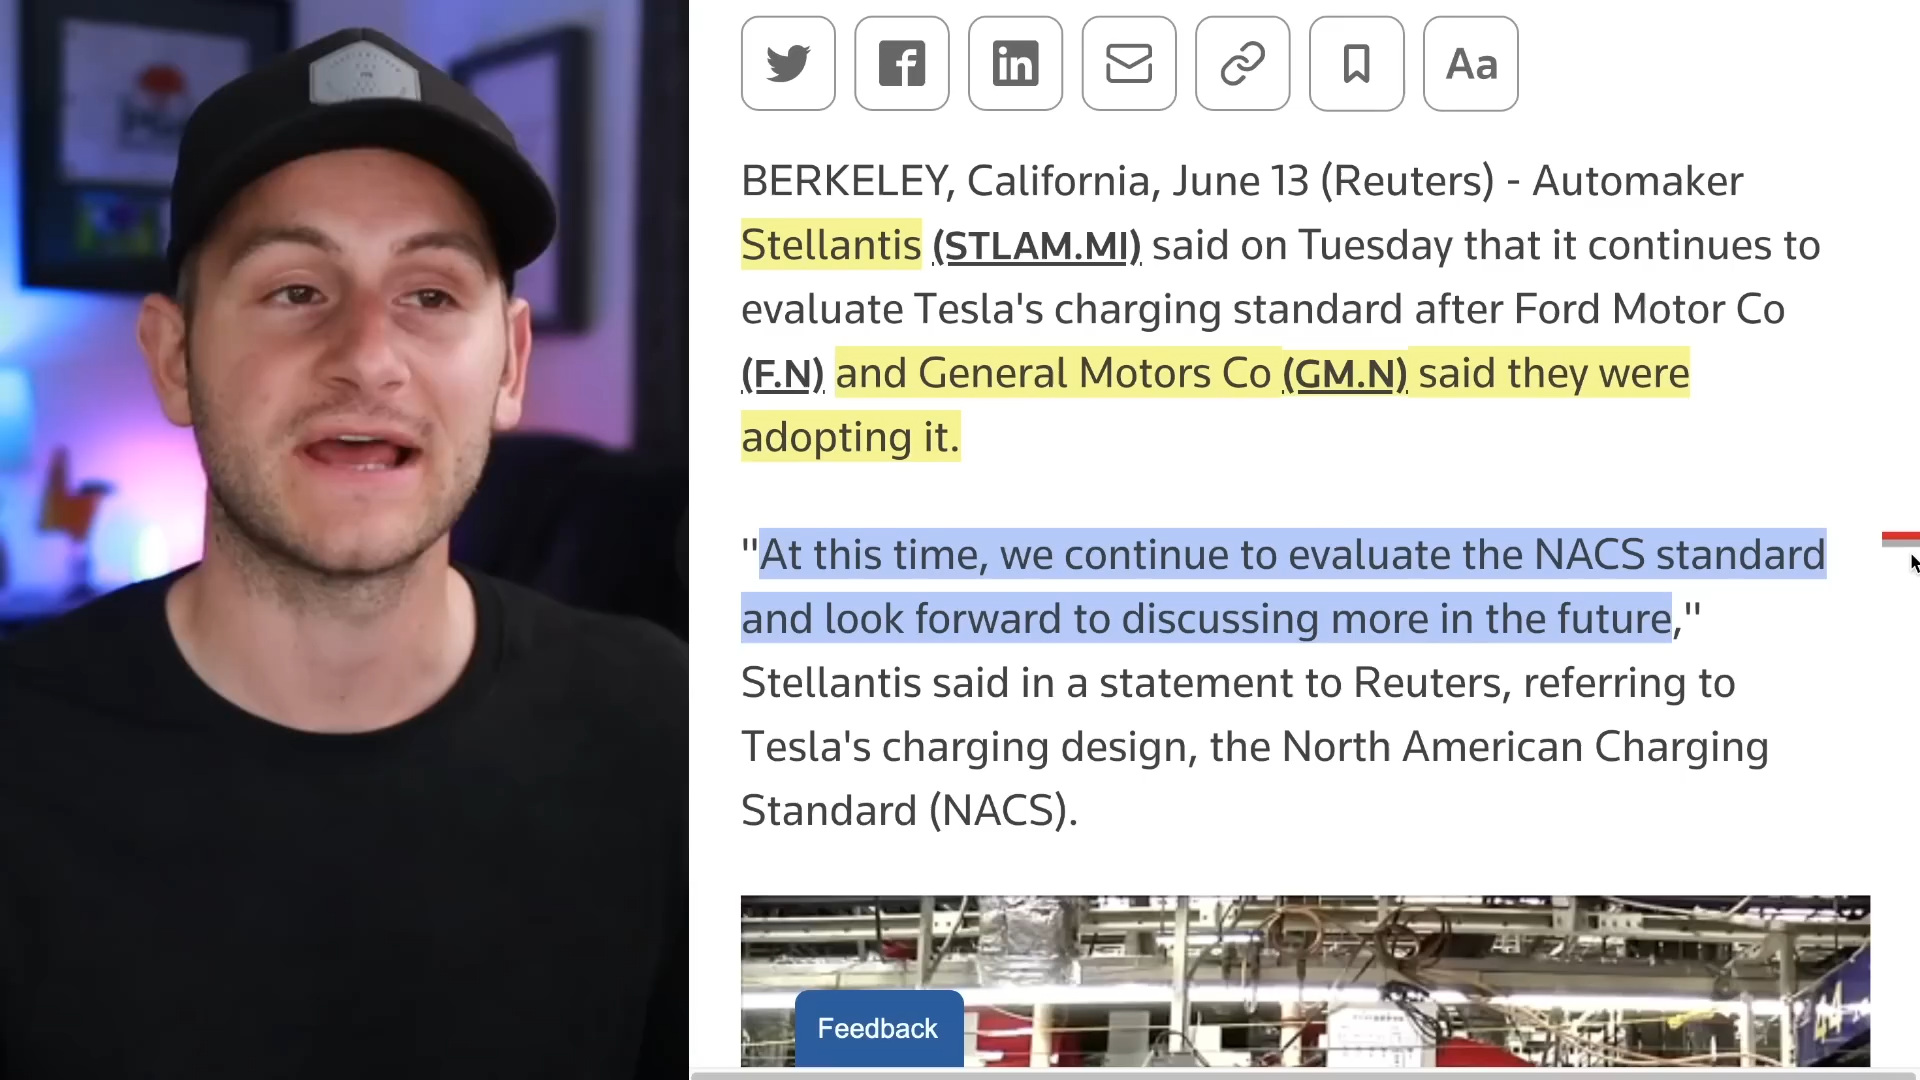 Aa
BERKELEY, California, June 13 (Reuters) - Automaker
Stellantis (STLAM.MI) said on Tuesday that it continues to
evaluate Tesla's charging standard after Ford Motor Co
(F.N) and General Motors Co (GM.N) said they were
adopting it.
"At this time, we continue to evaluate the NACS standard
and look forward to discussing more in the future,"
Stellantis said in a statement to Reuters, referring to
Tesla's charging design, the North American Charging
Standard (NACS).
Feedback